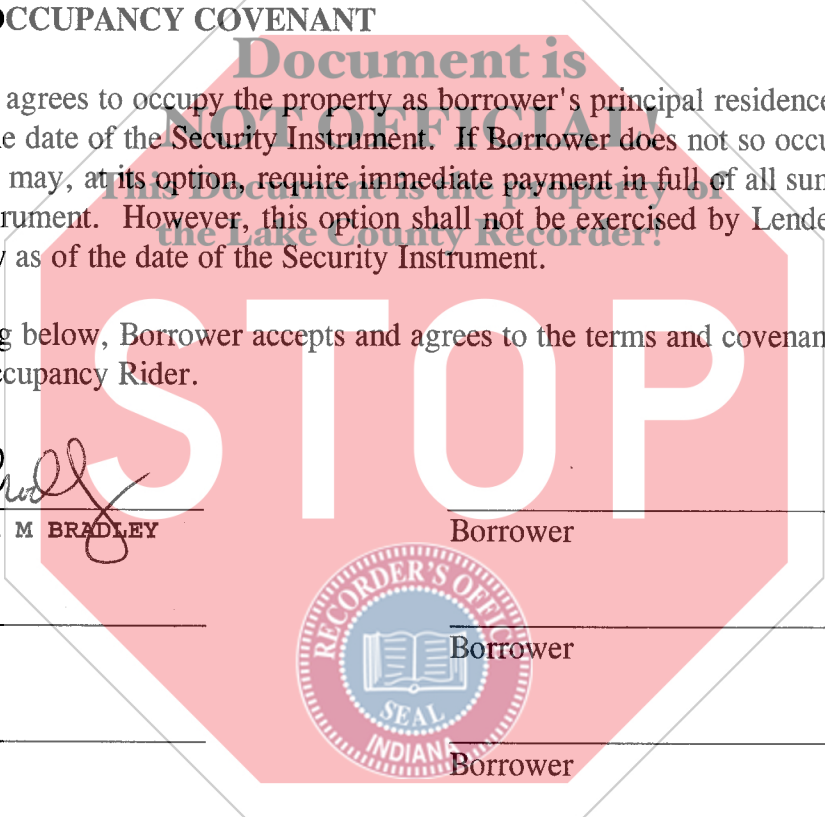 OCCUPANCY COVENANT
Document is
agrees to occupy the property as borrower's principal residence
NOT OFFICIAL!
e date of the Security Instrument. If Borrower does not so occu
This Document is the property of
may, at its option, require immediate payment in full of all sun
rument. However, this option shall not be exercised by Lende
the Lake County Recorder!
y as of the date of the Security Instrument.
STOP
g below, Borrower accepts and agrees to the terms and covenan
ccupancy Rider.
M BRADLEY
Borrower
RECORDER'S OFFICE
Borrower
SEAL
INDIANA
Borrower